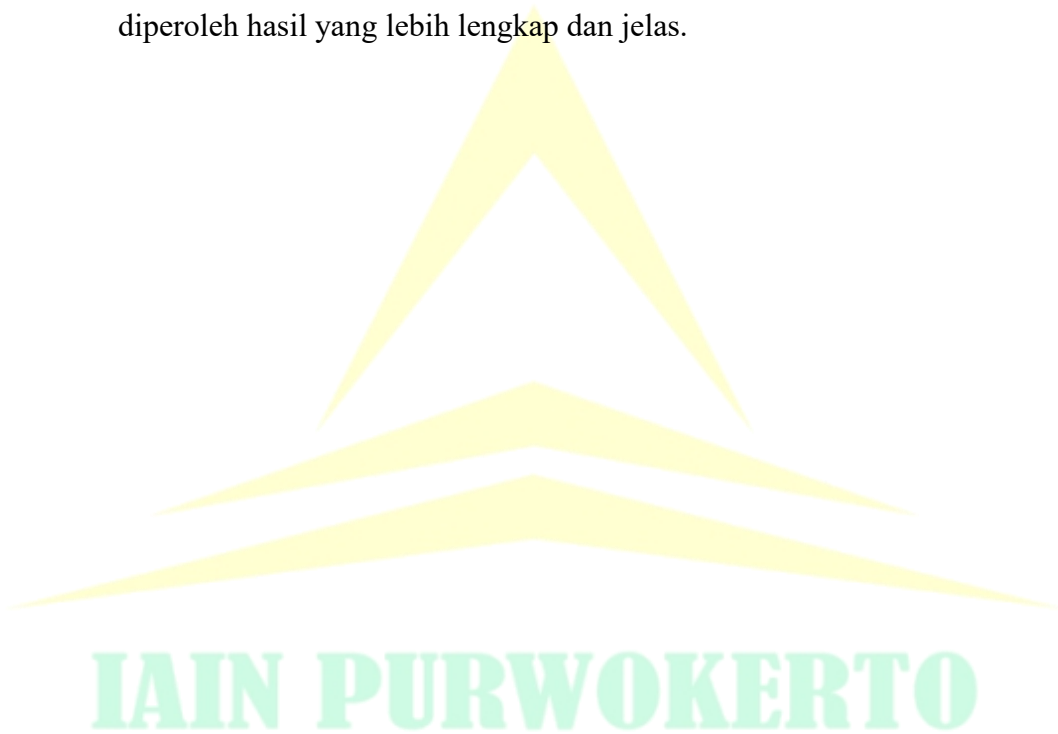 diperoleh hasil yang lebih lengkap dan jelas.
IAIN PURWOKERTO